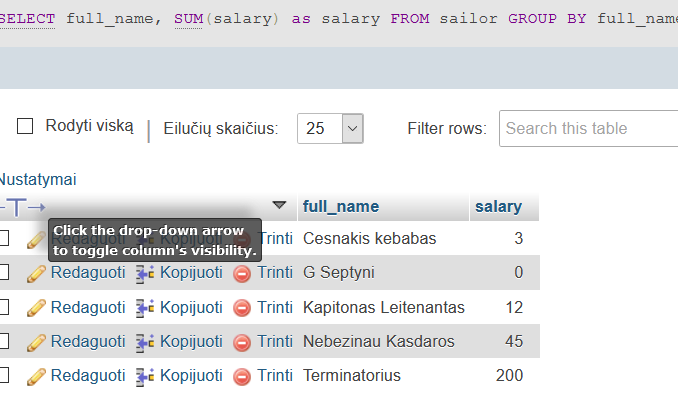 SELECT full_name, SUM(salary) as salary FROM sailor GROUP BY full_name
Rodyti viską | Eilučių skaičius: 25 Filter rows: Search this table
Nustatymai
←T→ full_name salary
Click the drop-down arrow
to toggle column's visibility.
Trinti Cesnakis kebabas 3
Redaguoti Kopijuoti Trinti G Septyni 0
Redaguoti Kopijuoti Trinti Kapitonas Leitenantas 12
Redaguoti Kopijuoti Trinti Nebezinau Kasdaros 45
Redaguoti Kopijuoti Trinti Terminatorius 200